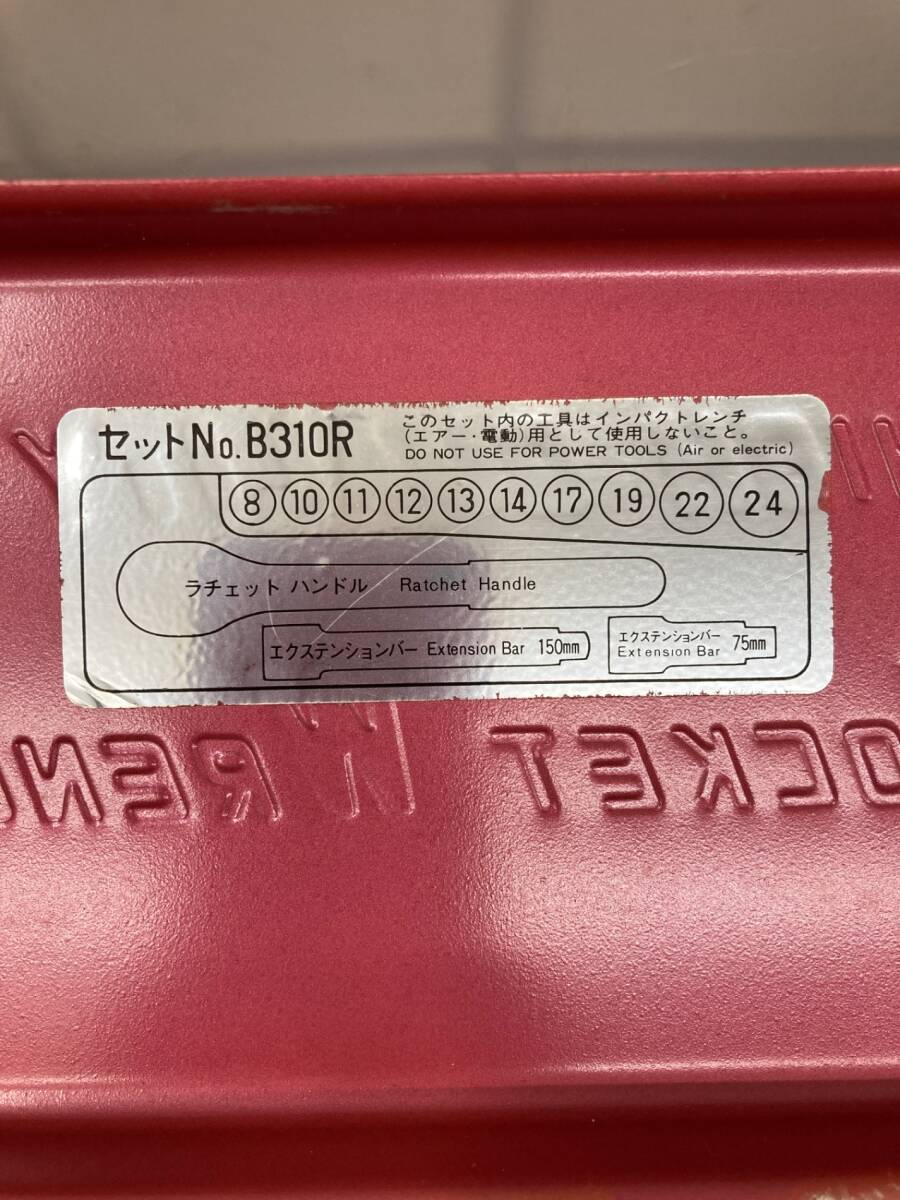 セットNo.B310R
このセット内の工具はインパクトレンチ
(エアー・電動)用として使用しないこと。
DO NOT USE FOR POWER TOOLS (Air or electric)
8 10 11 12 13 14 17 19 22 24
ラチェット ハンドル Ratchet Handle
エクステンションバー Extension Bar 150mm
エクステンションバー
Extension Bar 75mm